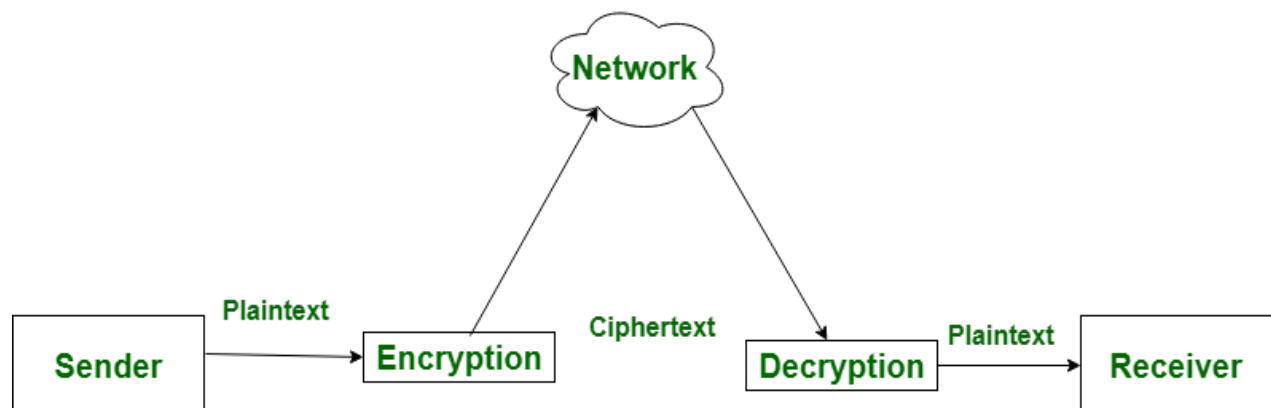 Network
Plaintext
Ciphertext
Plaintext
Sender
Encryption
Decryption
Receiver